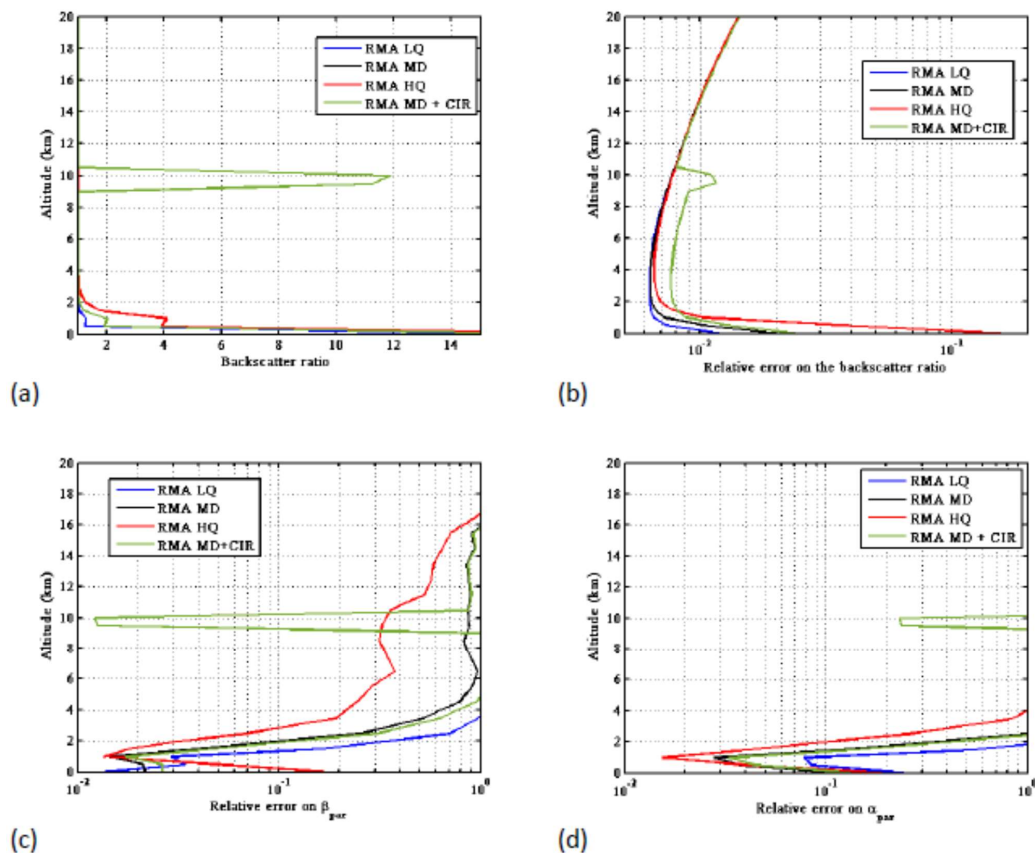 20
18
16
14
12
10
8
6
4
2
0
Altitude (km)
RMA LQ
RMA MD
RMA HQ
RMA MD + CIR
2 4 6 8 10 12 14
Backscatter ratio
(a)
20
18
16
14
12
10
8
6
4
2
0
Altitude (km)
RMA LQ
RMA MD
RMA HQ
RMA MD+CIR
10⁻² 10⁻¹
Relative error on the backscatter ratio
(b)
20
18
16
14
12
10
8
6
4
2
0
Altitude (km)
RMA LQ
RMA MD
RMA HQ
RMA MD+CIR
10⁻² 10⁻¹ 10⁰
Relative error on β_par
(c)
20
18
16
14
12
10
8
6
4
2
0
Altitude (km)
RMA LQ
RMA MD
RMA HQ
RMA MD + CIR
10⁻² 10⁻¹ 10⁰
Relative error on α_par
(d)